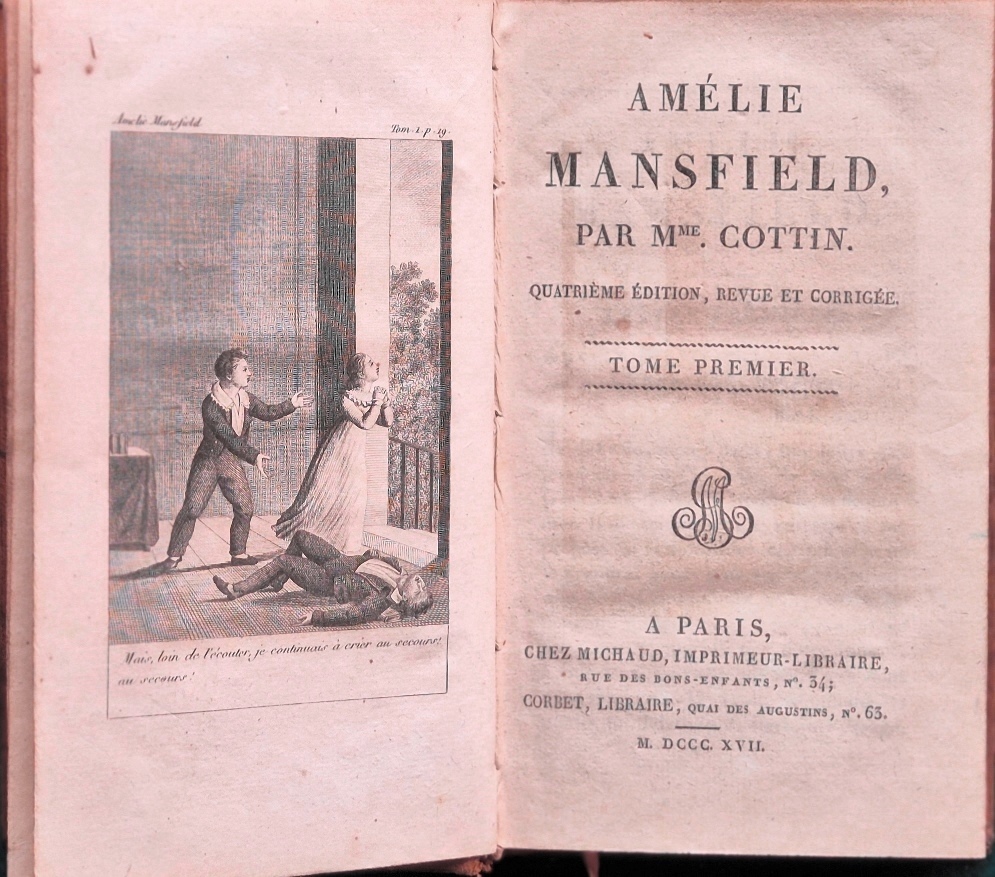 Amélie Mansfield.
Tom. 1. p. 19.
Mais, loin de l'écouter, je continuais à crier au secours!
au secours!
AMÉLIE
MANSFIELD,
PAR MME. COTTIN.
QUATRIÈME ÉDITION, REVUE ET CORRIGÉE.
TOME PREMIER.
A PARIS,
CHEZ MICHAUD, IMPRIMEUR-LIBRAIRE,
RUE DES BONS-ENFANTS, N°. 34;
CORBET, LIBRAIRE, QUAI DES AUGUSTINS, N°. 63.
M. DCCC. XVII.